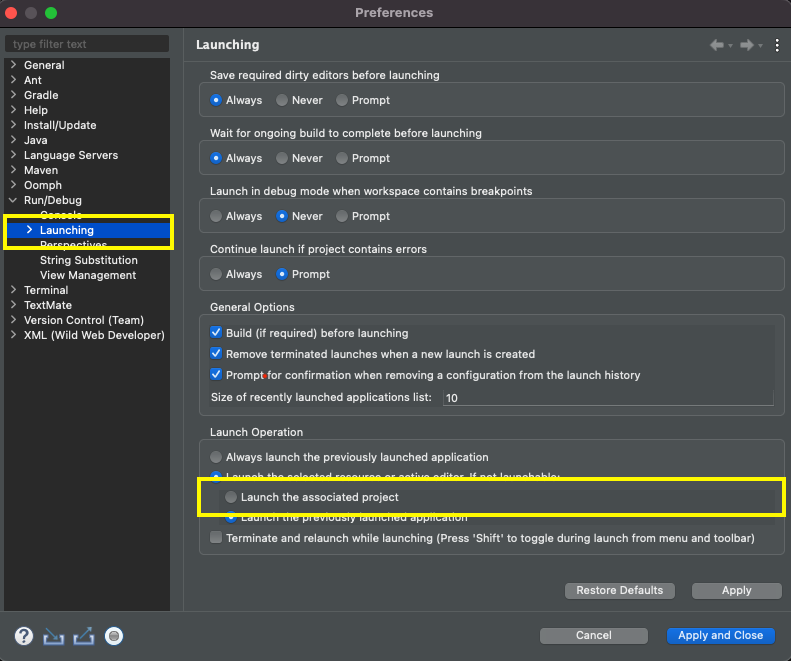 Preferences
type filter text
General
Ant
Gradle
Help
Install/Update
Java
Language Servers
Maven
Oomph
Run/Debug
Console
Launching
Perspectives
String Substitution
View Management
Terminal
TextMate
Version Control (Team)
XML (Wild Web Developer)
Launching
Save required dirty editors before launching
Always Never Prompt
Wait for ongoing build to complete before launching
Always Never Prompt
Launch in debug mode when workspace contains breakpoints
Always Never Prompt
Continue launch if project contains errors
Always Prompt
General Options
Build (if required) before launching
Remove terminated launches when a new launch is created
Prompt for confirmation when removing a configuration from the launch history
Size of recently launched applications list: 10
Launch Operation
Always launch the previously launched application
Launch the selected resource or active editor. If not launchable:
Launch the associated project
Launch the previously launched application
Terminate and relaunch while launching (Press 'Shift' to toggle during launch from menu and toolbar)
Restore Defaults Apply
? Cancel Apply and Close